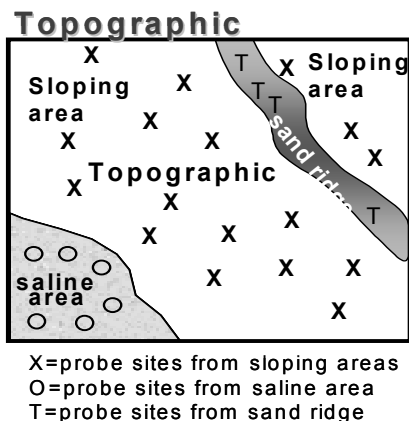 Topographic
X
T
X
Sloping
area
Sloping
area
X
T
T
X
X
X
X
X
sand ridge
Topographic
X
X
X
T
X
X
X
O
O
O
X
X
X
saline
area
O
X
O
O
X=probe sites from sloping areas
O=probe sites from saline area
T=probe sites from sand ridge